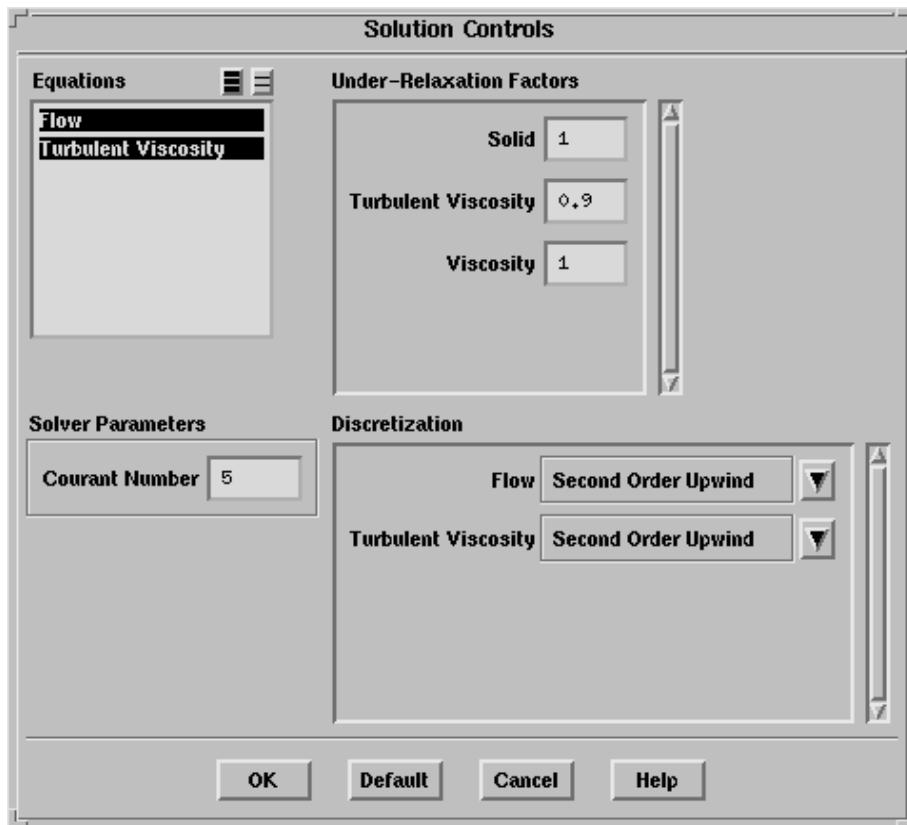 Solution Controls
Equations
Flow
Turbulent Viscosity
Under-Relaxation Factors
Solid 1
Turbulent Viscosity 0.9
Viscosity 1
Solver Parameters
Courant Number 5
Discretization
Flow Second Order Upwind
Turbulent Viscosity Second Order Upwind
OK Default Cancel Help